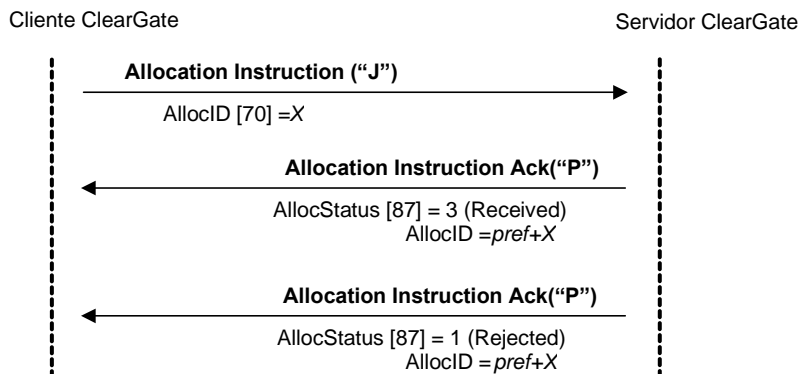 Cliente ClearGate
Servidor ClearGate
Allocation Instruction (“J”)
AllocID [70] =X
Allocation Instruction Ack(“P”)
AllocStatus [87] = 3 (Received)
AllocID =pref+X
Allocation Instruction Ack(“P”)
AllocStatus [87] = 1 (Rejected)
AllocID =pref+X